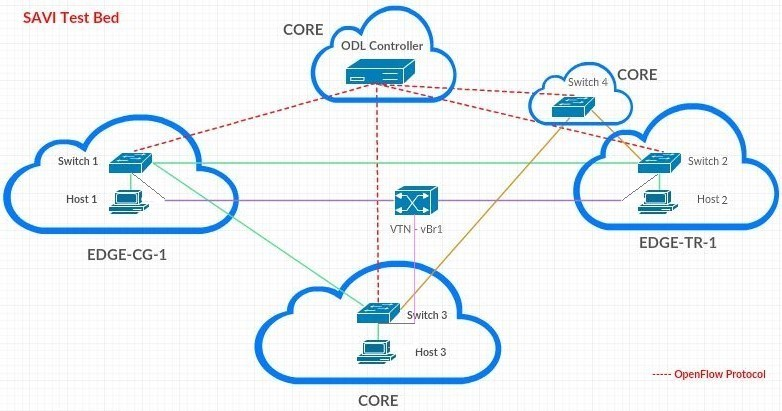 SAVI Test Bed
CORE
ODL Controller
Switch 4
CORE
Switch 1
Host 1
EDGE-CG-1
Switch 2
Host 2
EDGE-TR-1
VTN - vBr1
Switch 3
Host 3
CORE
----- OpenFlow Protocol